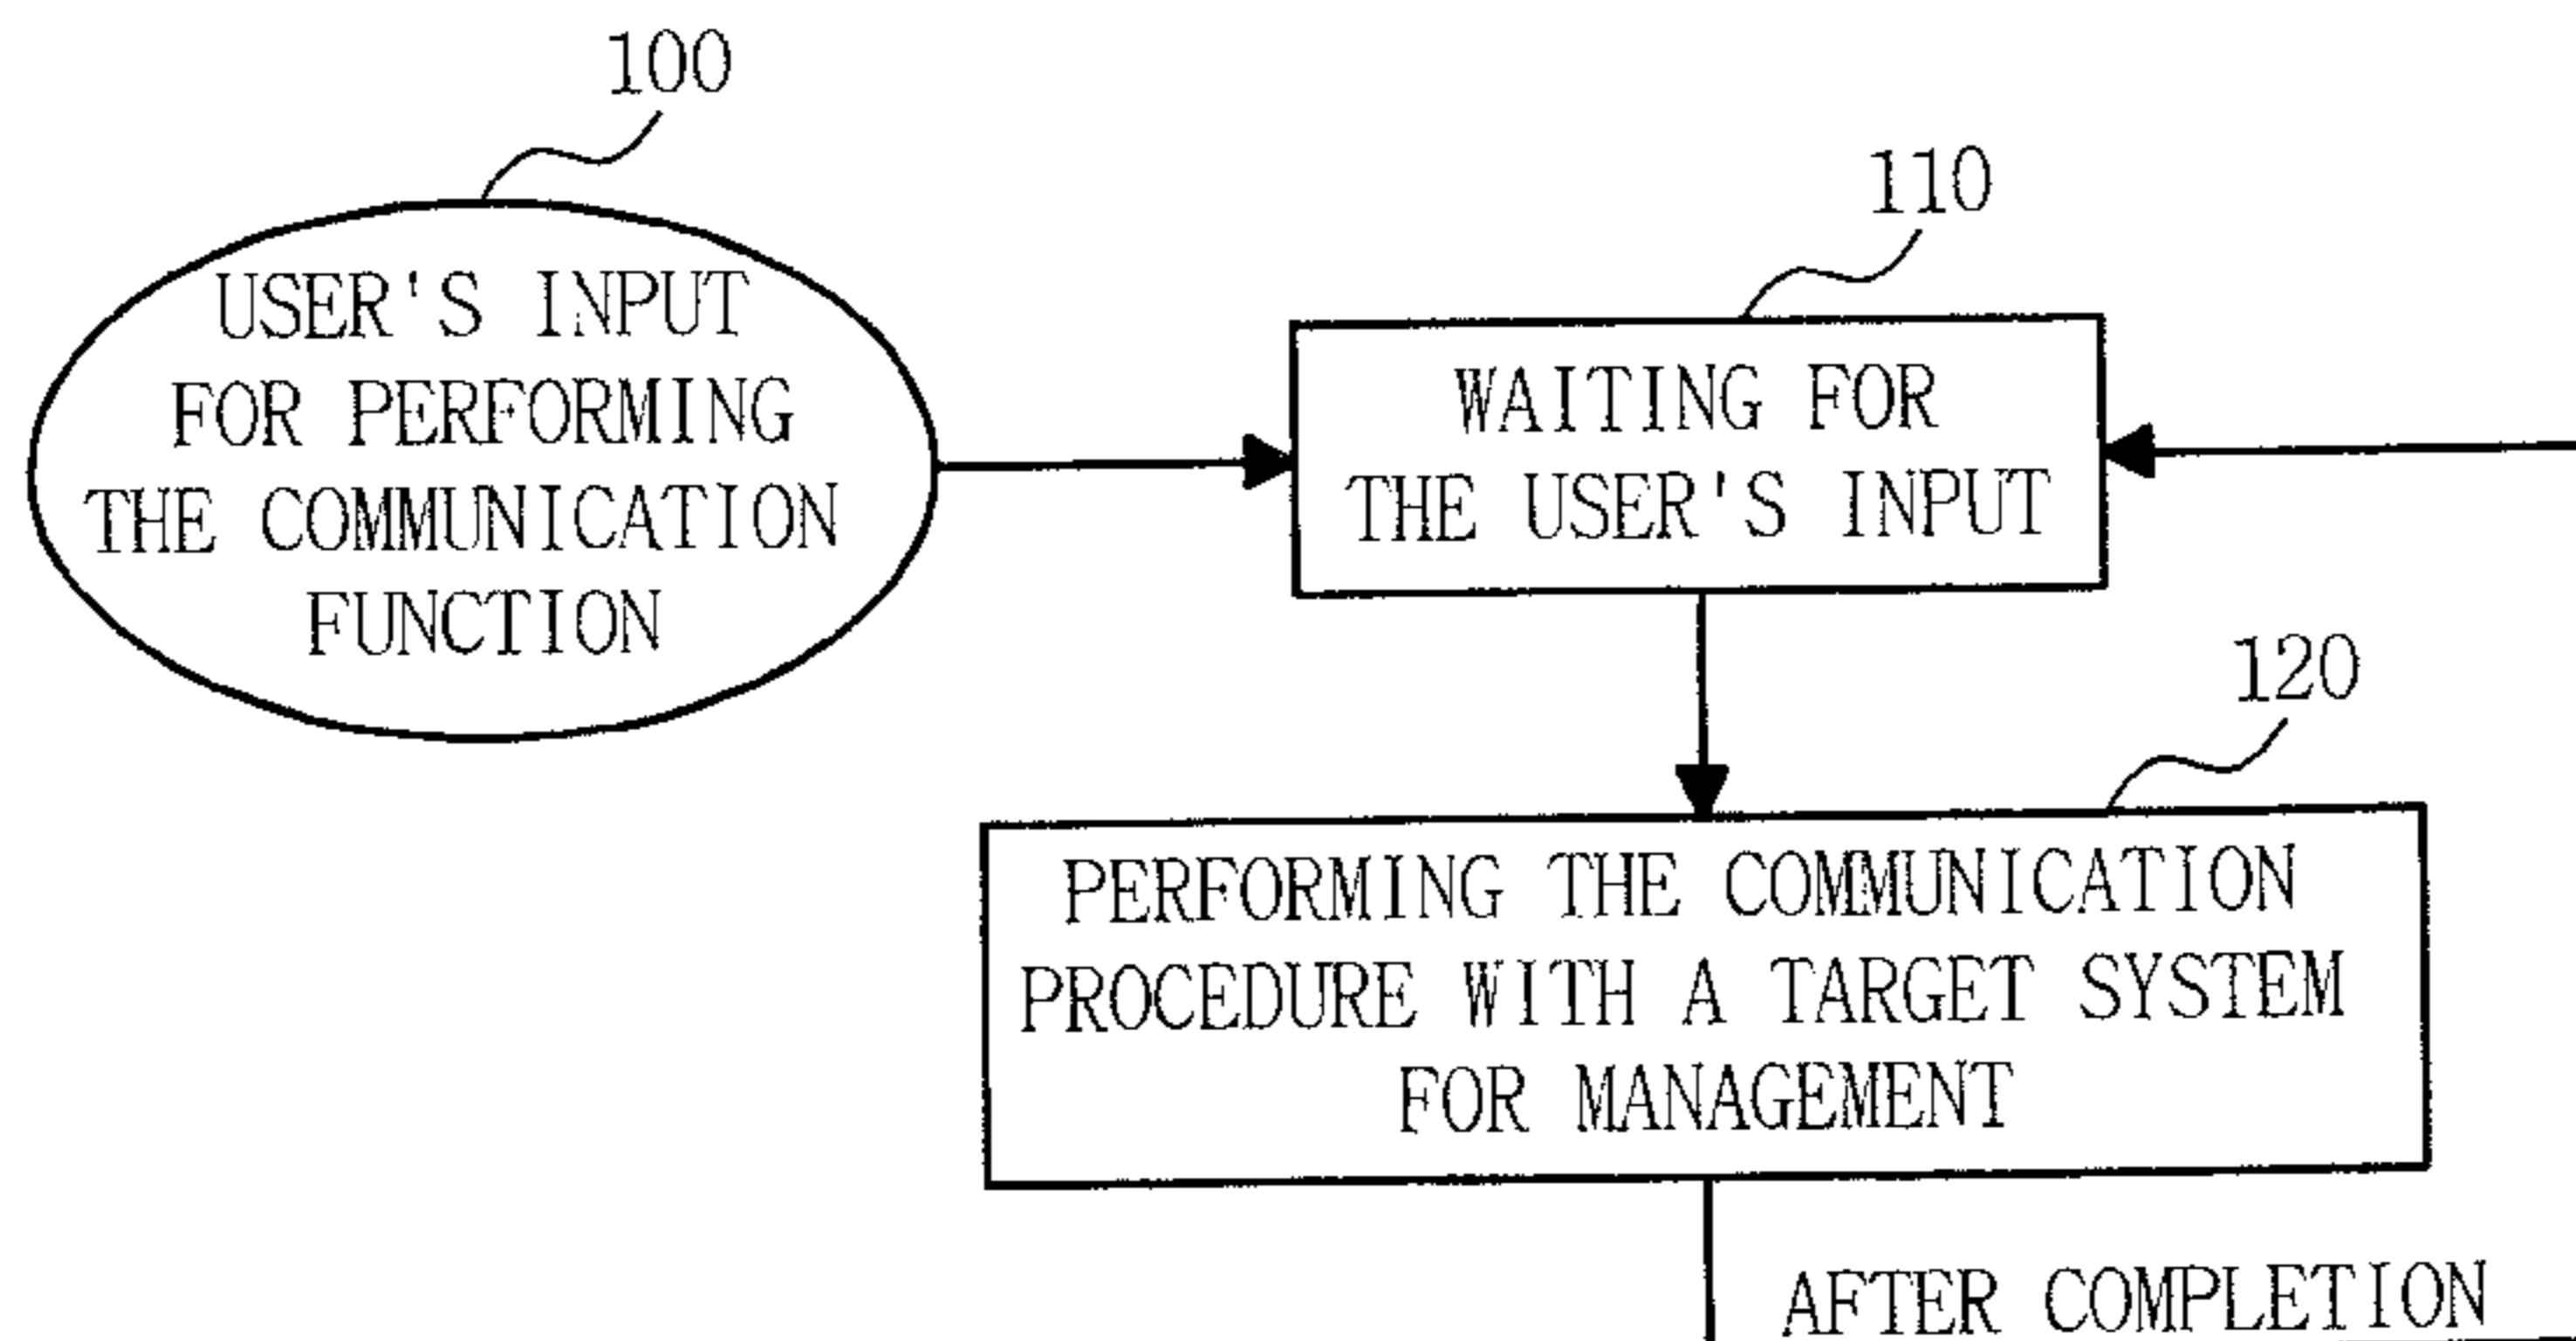 100
USER'S INPUT
FOR PERFORMING
THE COMMUNICATION
FUNCTION
110
WAITING FOR
THE USER'S INPUT
120
PERFORMING THE COMMUNICATION
PROCEDURE WITH A TARGET SYSTEM
FOR MANAGEMENT
AFTER COMPLETION